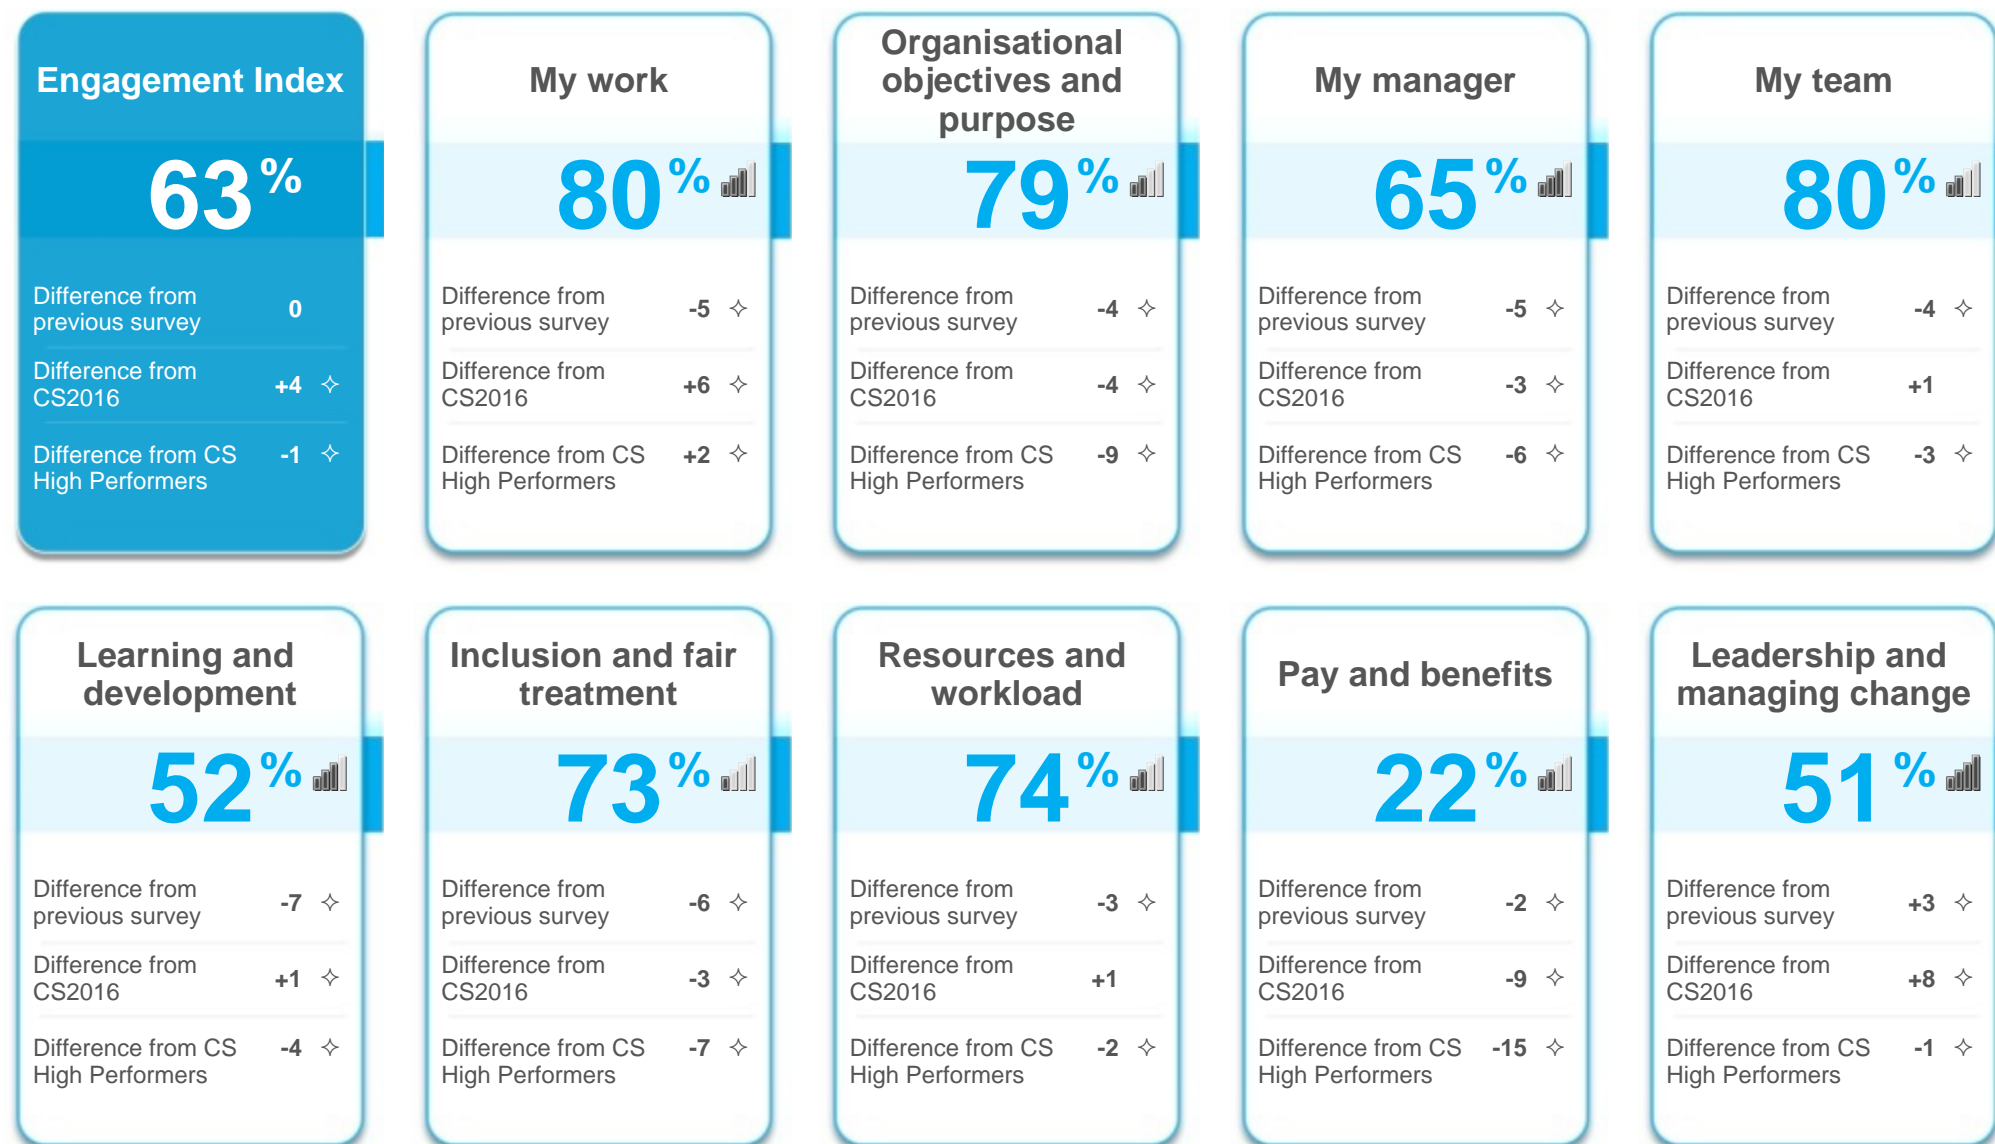 Engagement Index
63%
Difference from
previous survey
0
Difference from
CS2016
+4 ✧
Difference from CS
High Performers
-1 ✧
My work
80%
Difference from
previous survey
-5 ✧
Difference from
CS2016
+6 ✧
Difference from CS
High Performers
+2 ✧
Organisational
objectives and
purpose
79%
Difference from
previous survey
-4 ✧
Difference from
CS2016
-4 ✧
Difference from CS
High Performers
-9 ✧
My manager
65%
Difference from
previous survey
-5 ✧
Difference from
CS2016
-3 ✧
Difference from CS
High Performers
-6 ✧
My team
80%
Difference from
previous survey
-4 ✧
Difference from
CS2016
+1
Difference from CS
High Performers
-3 ✧
Learning and
development
52%
Difference from
previous survey
-7 ✧
Difference from
CS2016
+1 ✧
Difference from CS
High Performers
-4 ✧
Inclusion and fair
treatment
73%
Difference from
previous survey
-6 ✧
Difference from
CS2016
-3 ✧
Difference from CS
High Performers
-7 ✧
Resources and
workload
74%
Difference from
previous survey
-3 ✧
Difference from
CS2016
+1
Difference from CS
High Performers
-2 ✧
Pay and benefits
22%
Difference from
previous survey
-2 ✧
Difference from
CS2016
-9 ✧
Difference from CS
High Performers
-15 ✧
Leadership and
managing change
51%
Difference from
previous survey
+3 ✧
Difference from
CS2016
+8 ✧
Difference from CS
High Performers
-1 ✧